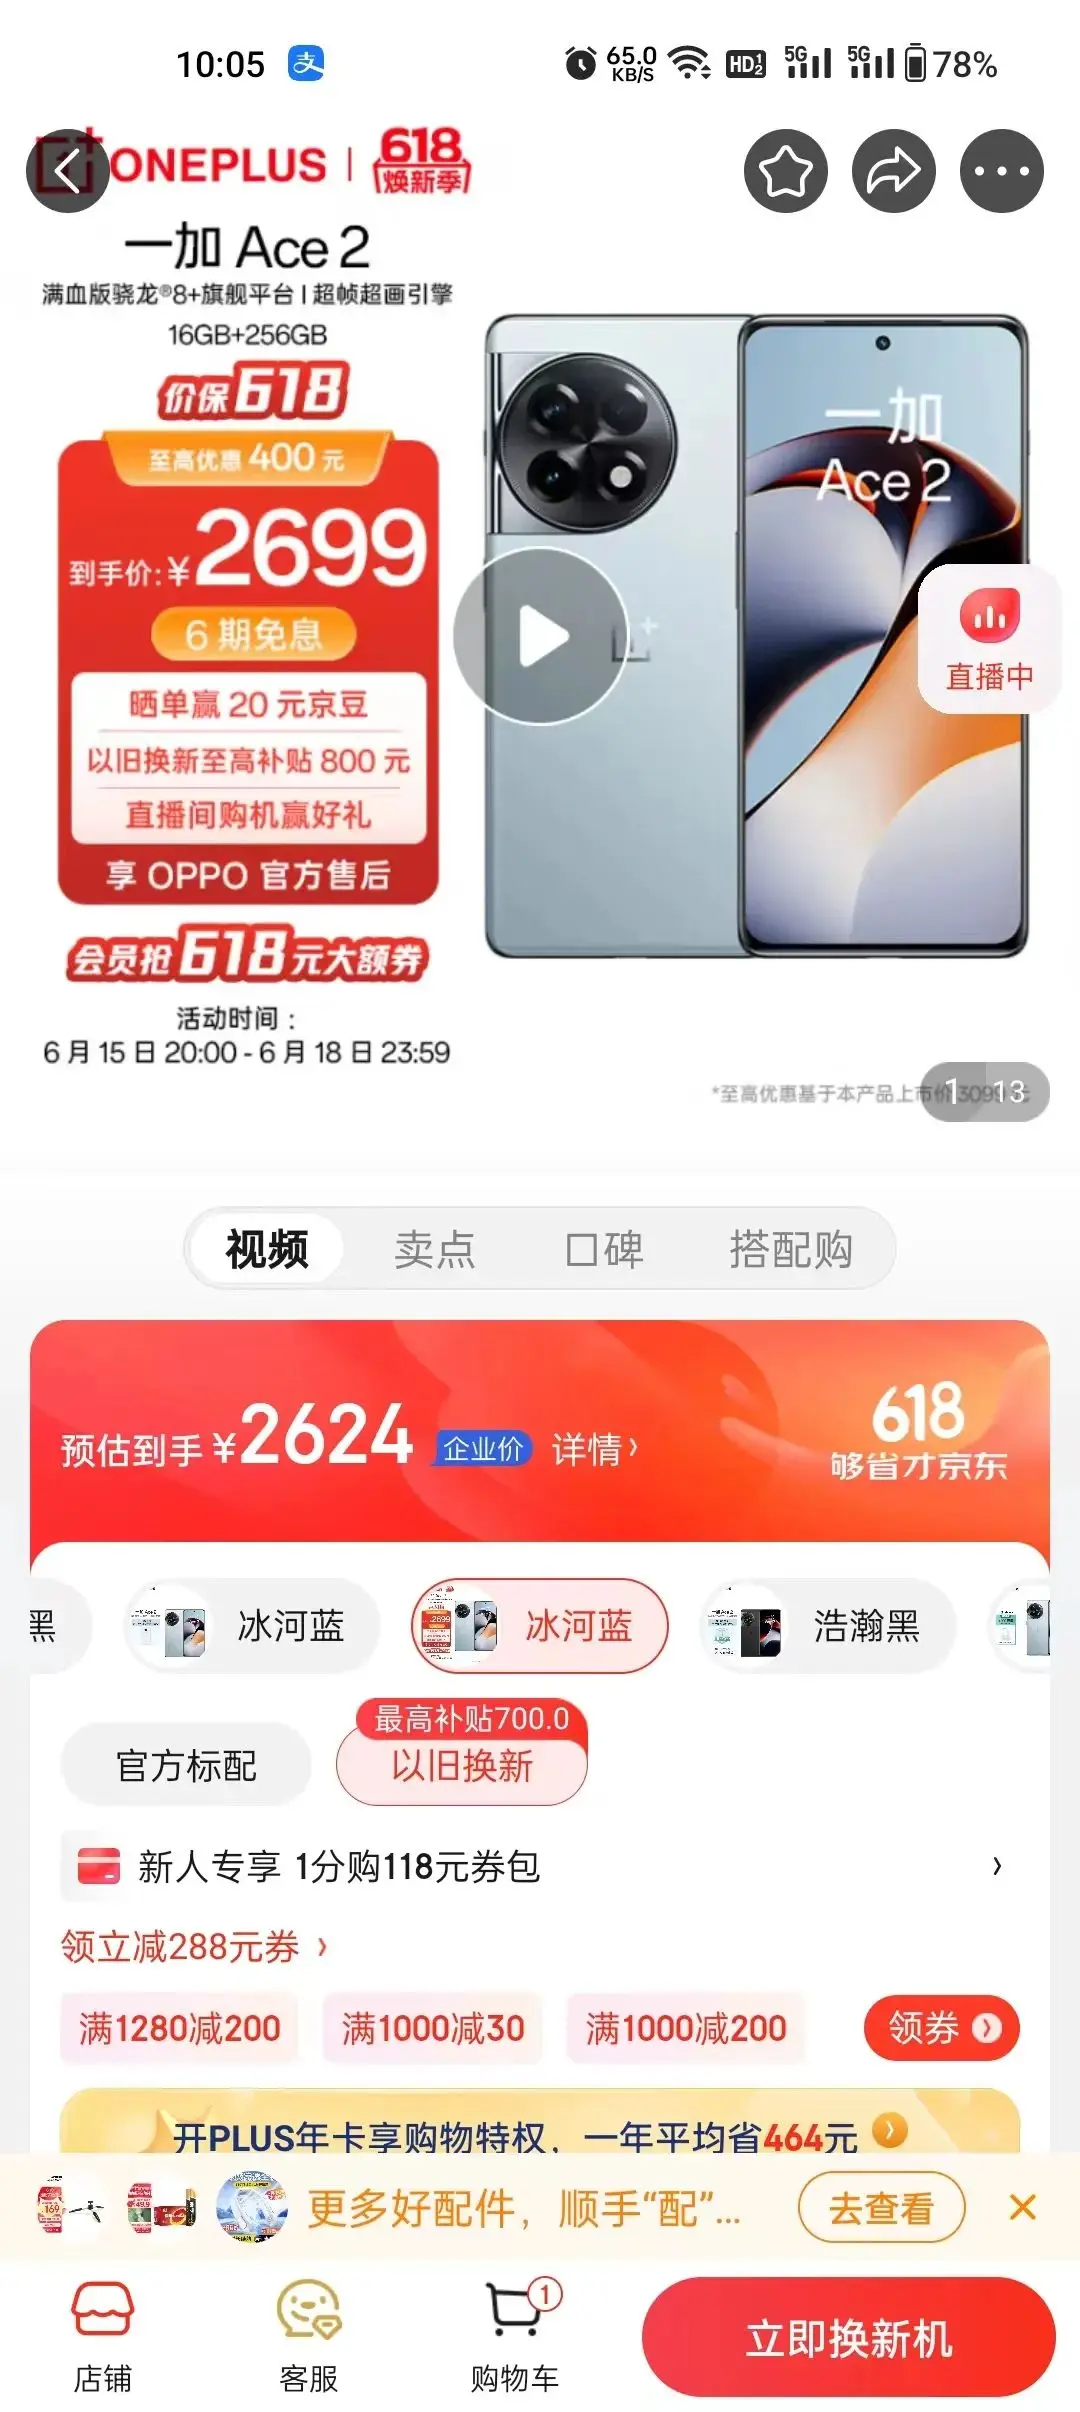 10:05 支 65.0 KB/S HD 1 2 5G 5G 78%
ONEPLUS | 618 焕新季
一加 Ace 2
满血版骁龙®8+旗舰平台 | 超帧超画引擎
16GB+256GB
价保618
至高优惠 400 元
到手价:¥2699
6 期免息
晒单赢 20 元京豆
以旧换新至高补贴 800 元
直播间购机赢好礼
享 OPPO 官方售后
会员抢618元大额券
活动时间：
6 月 15 日 20:00 - 6 月 18 日 23:59
一加
Ace 2
直播中
*至高优惠基于本产品上市价3099元
1 13
视频 卖点 口碑 搭配购
预估到手 ¥2624 企业价 详情›
618
够省才京东
黑 冰河蓝 冰河蓝 浩瀚黑
最高补贴700.0
官方标配 以旧换新
新人专享 1分购118元券包 ›
领立减288元券 ›
满1280减200 满1000减30 满1000减200 领券
开PLUS年卡享购物特权，一年平均省464元
更多好配件，顺手“配”... 去查看 ×
1
店铺 客服 购物车 立即换新机